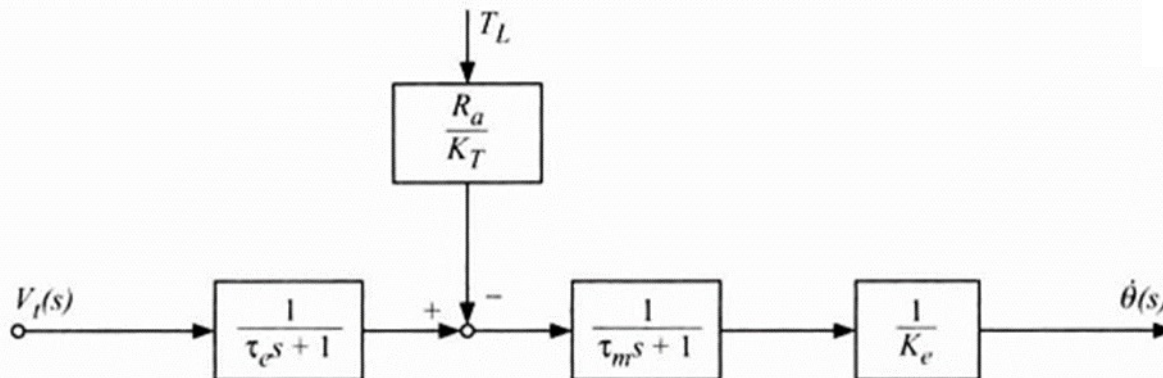 T_L
R_a
K_T
V_t(s)
1
τ_e s + 1
+
−
1
τ_m s + 1
1
K_e
θ̇(s)